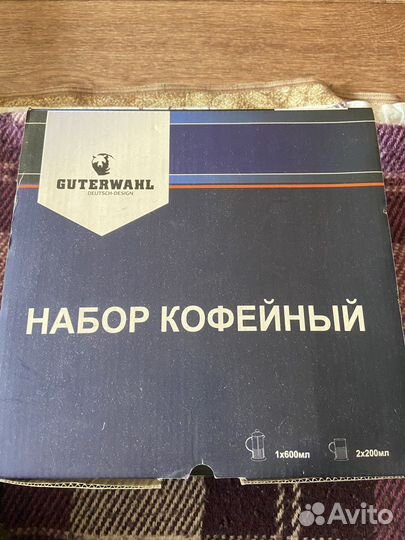 GUTERWAHL
DEUTSCH-DESIGN
НАБОР КОФЕЙНЫЙ
1x600мл
2x200мл
Avito